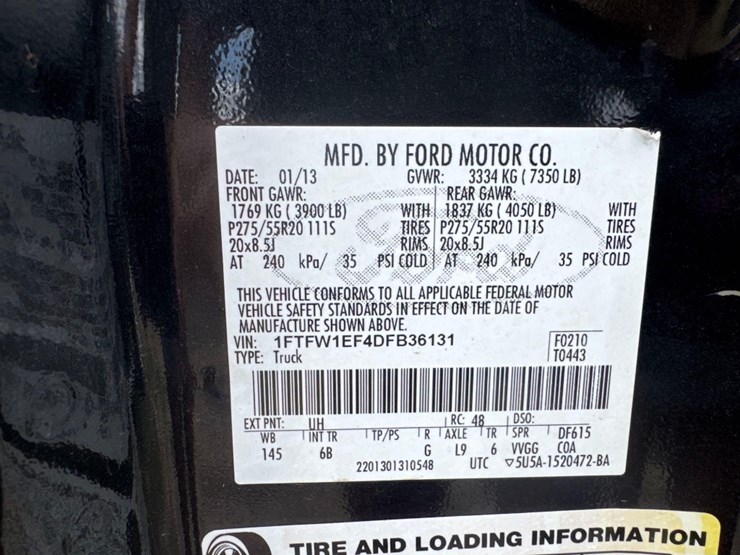 MFD. BY FORD MOTOR CO.
DATE: 01/13 GVWR: 3334 KG ( 7350 LB)
FRONT GAWR: REAR GAWR:
1769 KG ( 3900 LB) WITH 1837 KG ( 4050 LB) WITH
P275/55R20 111S TIRES P275/55R20 111S TIRES
20x8.5J RIMS 20x8.5J RIMS
AT 240 kPa/ 35 PSI COLD AT 240 kPa/ 35 PSI COLD
Ford
THIS VEHICLE CONFORMS TO ALL APPLICABLE FEDERAL MOTOR
VEHICLE SAFETY STANDARDS IN EFFECT ON THE DATE OF
MANUFACTURE SHOWN ABOVE.
VIN: 1FTFW1EF4DFB36131 F0210
TYPE: Truck T0443
EXT PNT: UH RC: 48 DSO:
WB INT TR TP/PS R AXLE TR SPR DF615
145 6B G L9 6 VVGG COA
2201301310548 UTC ▽5U5A-1520472-BA
TIRE AND LOADING INFORMATION